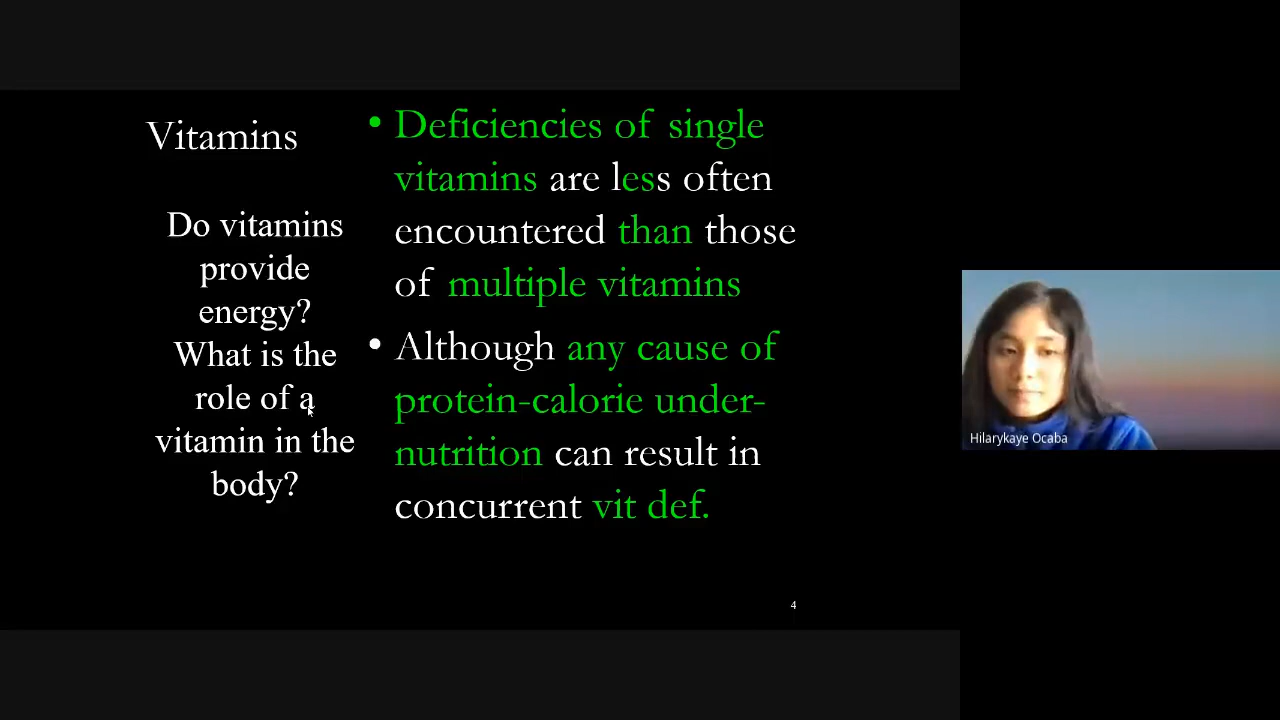 Vitamins
Do vitamins
provide
energy?
What is the
role of a
vitamin in the
body?
• Deficiencies of single
vitamins are less often
encountered than those
of multiple vitamins
• Although any cause of
protein-calorie under-
nutrition can result in
concurrent vit def.
4
Hilarykaye Ocaba